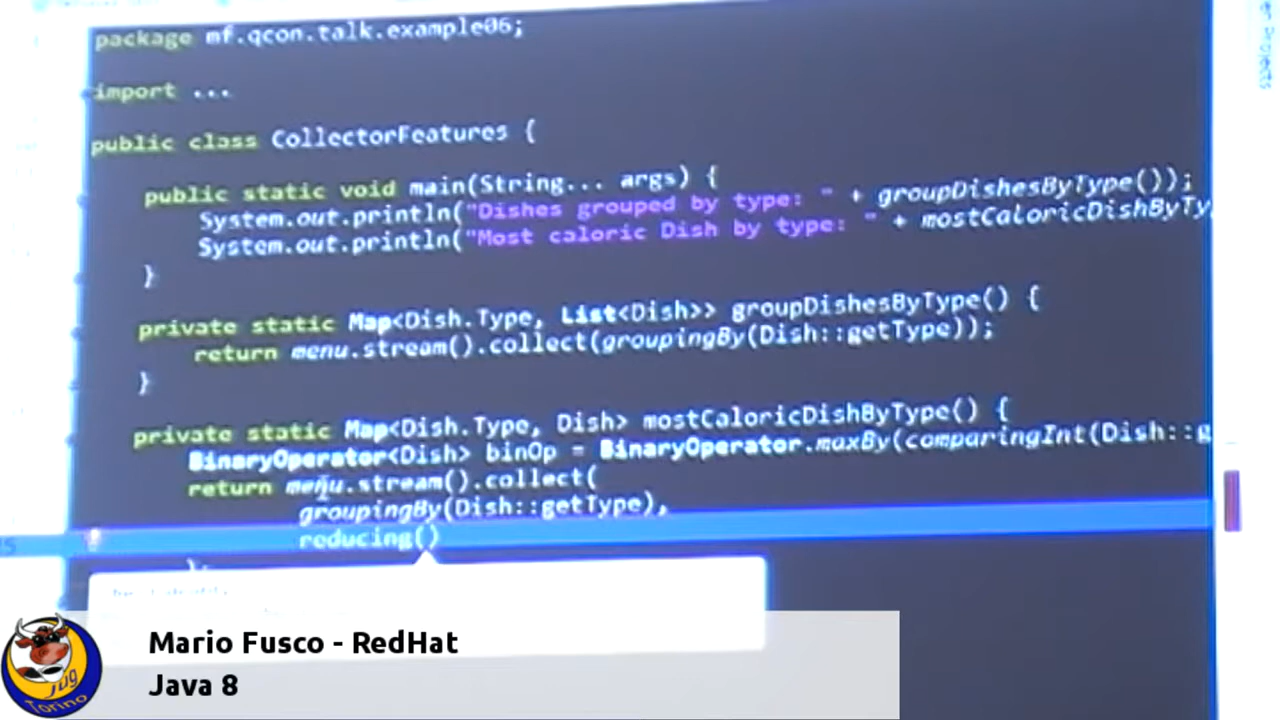 package mf.qcon.talk.example06;
import ...
public class CollectorFeatures {
public static void main(String... args) {
System.out.println("Dishes grouped by type: " + groupDishesByType());
System.out.println("Most caloric Dish by type: " + mostCaloricDishByTy
}
private static Map<Dish.Type, List<Dish>> groupDishesByType() {
return menu.stream().collect(groupingBy(Dish::getType));
}
private static Map<Dish.Type, Dish> mostCaloricDishByType() {
BinaryOperator<Dish> binOp = BinaryOperator.maxBy(comparingInt(Dish::g
return menu.stream().collect(
groupingBy(Dish::getType),
reducing()
Projects
Mario Fusco - RedHat
Java 8
jug
Torino